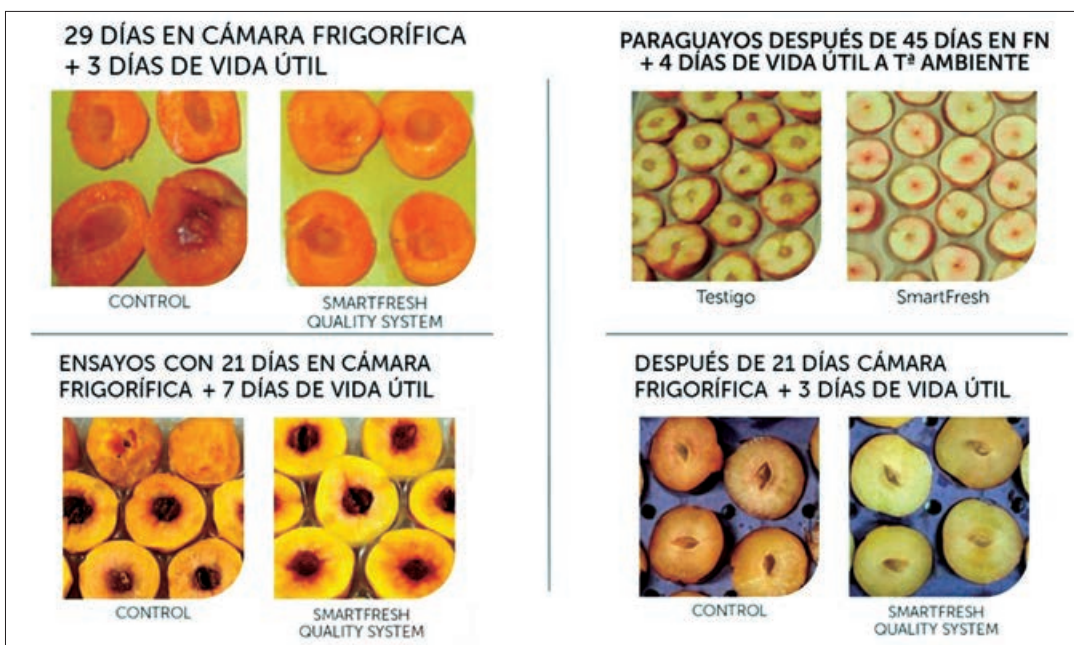 29 DÍAS EN CÁMARA FRIGORÍFICA
+ 3 DÍAS DE VIDA ÚTIL
CONTROL
SMARTFRESH
QUALITY SYSTEM
PARAGUAYOS DESPUÉS DE 45 DÍAS EN FN
+ 4 DÍAS DE VIDA ÚTIL A Tª AMBIENTE
Testigo
SmartFresh
ENSAYOS CON 21 DÍAS EN CÁMARA
FRIGORÍFICA + 7 DÍAS DE VIDA ÚTIL
CONTROL
SMARTFRESH
QUALITY SYSTEM
DESPUÉS DE 21 DÍAS CÁMARA
FRIGORÍFICA + 3 DÍAS DE VIDA ÚTIL
CONTROL
SMARTFRESH
QUALITY SYSTEM